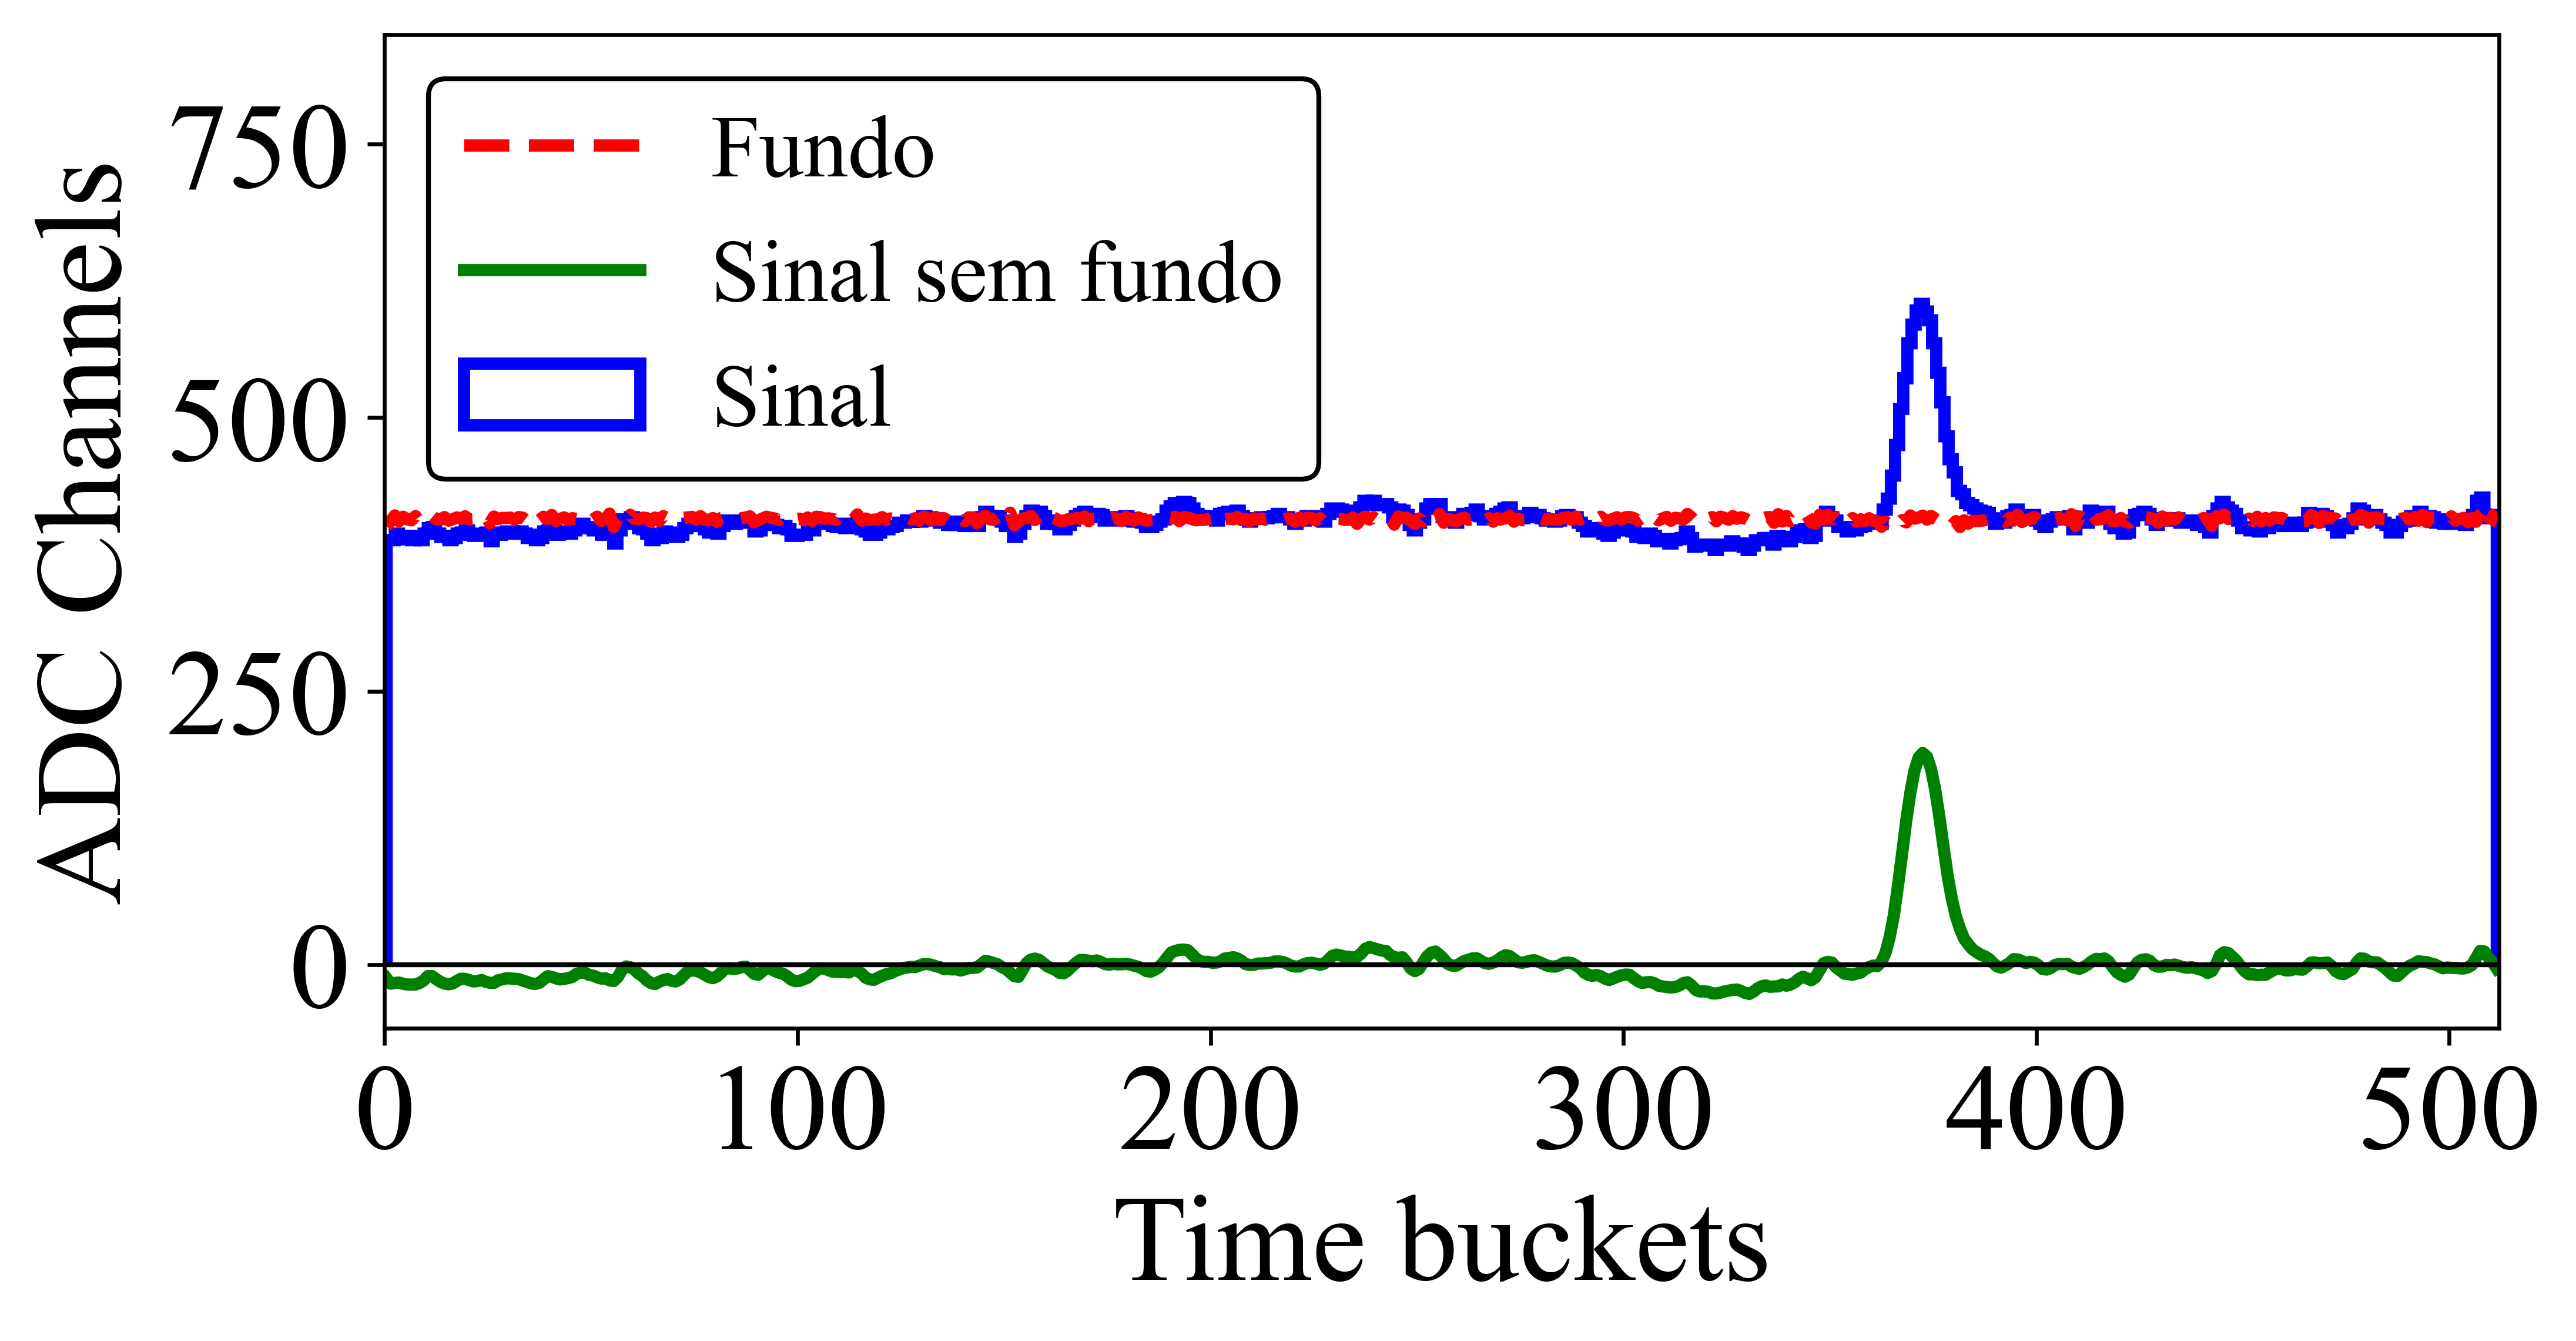 ADC Channels
750
500
250
0
Fundo
Sinal sem fundo
Sinal
0 100 200 300 400 500
Time buckets